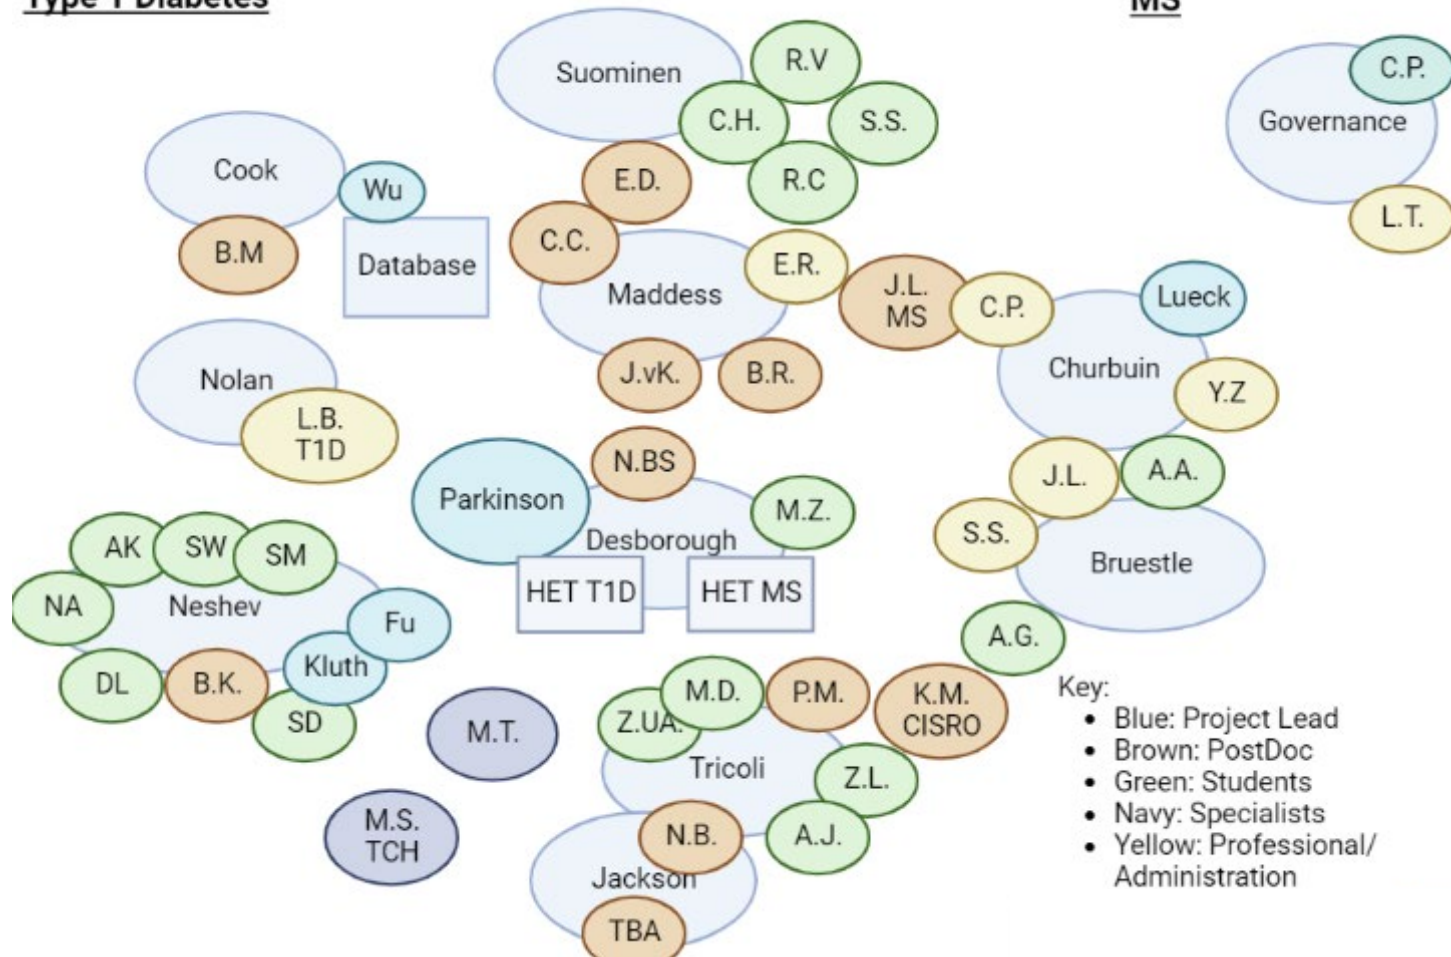 Type 1 Diabetes
MS
Suominen
R.V
C.H.
S.S.
R.C
E.D.
C.P.
Governance
L.T.
Cook
Wu
B.M
Database
C.C.
Maddess
E.R.
J.L.
MS
C.P.
Lueck
Churbuin
Y.Z
J.vK.
B.R.
Nolan
L.B.
T1D
N.BS
Parkinson
M.Z.
Desborough
HET T1D
HET MS
J.L.
A.A.
S.S.
Bruestle
A.G.
AK
SW
SM
NA
Neshev
Fu
Kluth
DL
B.K.
SD
M.T.
M.S.
TCH
Z.UA.
M.D.
P.M.
K.M.
CISRO
Tricoli
Z.L.
N.B.
A.J.
Jackson
TBA
Key:
• Blue: Project Lead
• Brown: PostDoc
• Green: Students
• Navy: Specialists
• Yellow: Professional/
Administration